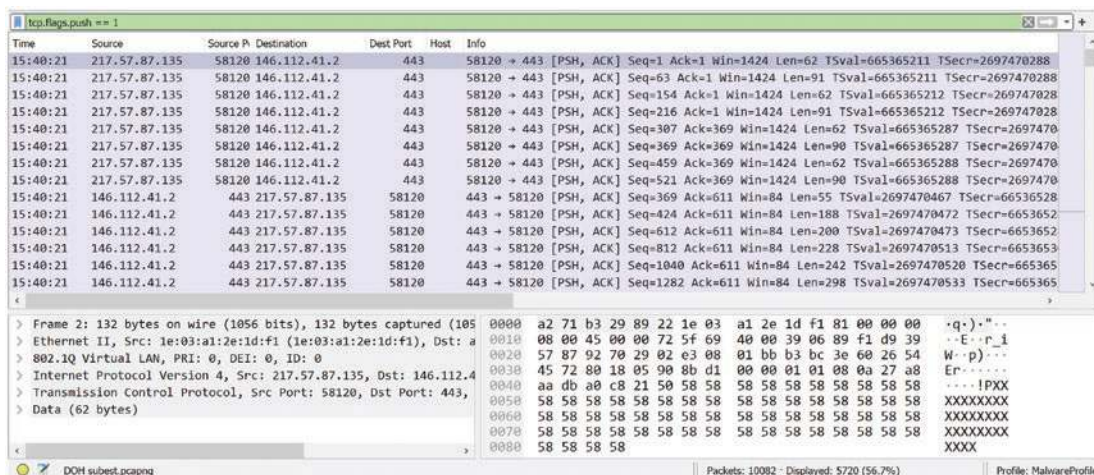 tcp.flags.push == 1
Time Source Source P Destination Dest Port Host Info
15:40:21 217.57.87.135 58120 146.112.41.2 443 58120 → 443 [PSH, ACK] Seq=1 Ack=1 Win=1424 Len=62 TSval=665365211 TSecr=2697470288
15:40:21 217.57.87.135 58120 146.112.41.2 443 58120 → 443 [PSH, ACK] Seq=63 Ack=1 Win=1424 Len=91 TSval=665365211 TSecr=2697470288
15:40:21 217.57.87.135 58120 146.112.41.2 443 58120 → 443 [PSH, ACK] Seq=154 Ack=1 Win=1424 Len=62 TSval=665365212 TSecr=269747028
15:40:21 217.57.87.135 58120 146.112.41.2 443 58120 → 443 [PSH, ACK] Seq=216 Ack=1 Win=1424 Len=91 TSval=665365212 TSecr=269747028
15:40:21 217.57.87.135 58120 146.112.41.2 443 58120 → 443 [PSH, ACK] Seq=307 Ack=369 Win=1424 Len=62 TSval=665365287 TSecr=2697470
15:40:21 217.57.87.135 58120 146.112.41.2 443 58120 → 443 [PSH, ACK] Seq=369 Ack=369 Win=1424 Len=90 TSval=665365287 TSecr=2697470
15:40:21 217.57.87.135 58120 146.112.41.2 443 58120 → 443 [PSH, ACK] Seq=459 Ack=369 Win=1424 Len=62 TSval=665365288 TSecr=2697470
15:40:21 217.57.87.135 58120 146.112.41.2 443 58120 → 443 [PSH, ACK] Seq=521 Ack=369 Win=1424 Len=90 TSval=665365288 TSecr=2697470
15:40:21 146.112.41.2 443 217.57.87.135 58120 443 → 58120 [PSH, ACK] Seq=369 Ack=611 Win=84 Len=55 TSval=2697470467 TSecr=66536528
15:40:21 146.112.41.2 443 217.57.87.135 58120 443 → 58120 [PSH, ACK] Seq=424 Ack=611 Win=84 Len=188 TSval=2697470472 TSecr=6653652
15:40:21 146.112.41.2 443 217.57.87.135 58120 443 → 58120 [PSH, ACK] Seq=612 Ack=611 Win=84 Len=200 TSval=2697470473 TSecr=6653652
15:40:21 146.112.41.2 443 217.57.87.135 58120 443 → 58120 [PSH, ACK] Seq=812 Ack=611 Win=84 Len=228 TSval=2697470513 TSecr=6653653
15:40:21 146.112.41.2 443 217.57.87.135 58120 443 → 58120 [PSH, ACK] Seq=1040 Ack=611 Win=84 Len=242 TSval=2697470520 TSecr=665365
15:40:21 146.112.41.2 443 217.57.87.135 58120 443 → 58120 [PSH, ACK] Seq=1282 Ack=611 Win=84 Len=298 TSval=2697470533 TSecr=665365
> Frame 2: 132 bytes on wire (1056 bits), 132 bytes captured (105
> Ethernet II, Src: 1e:03:a1:2e:1d:f1 (1e:03:a1:2e:1d:f1), Dst: a
> 802.1Q Virtual LAN, PRI: 0, DEI: 0, ID: 0
> Internet Protocol Version 4, Src: 217.57.87.135, Dst: 146.112.4
> Transmission Control Protocol, Src Port: 58120, Dst Port: 443,
> Data (62 bytes)
0000 a2 71 b3 29 89 22 1e 03 a1 2e 1d f1 81 00 00 00 ·q·)·"··
0010 08 00 45 00 00 72 5f 69 40 00 39 06 89 f1 d9 39 ··E··r_i
0020 57 87 92 70 29 02 e3 08 01 bb b3 bc 3e 60 26 54 W··p)···
0030 45 72 80 18 05 90 8b d1 00 00 01 01 08 0a 27 a8 Er······
0040 aa db a0 c8 21 50 58 58 58 58 58 58 58 58 58 58 ····!PXX
0050 58 58 58 58 58 58 58 58 58 58 58 58 58 58 58 58 XXXXXXXX
0060 58 58 58 58 58 58 58 58 58 58 58 58 58 58 58 58 XXXXXXXX
0070 58 58 58 58 58 58 58 58 58 58 58 58 58 58 58 58 XXXXXXXX
0080 58 58 58 58 XXXX
DOH subest.pcapng Packets: 10082 · Displayed: 5720 (56.7%) Profile: MalwareProfile